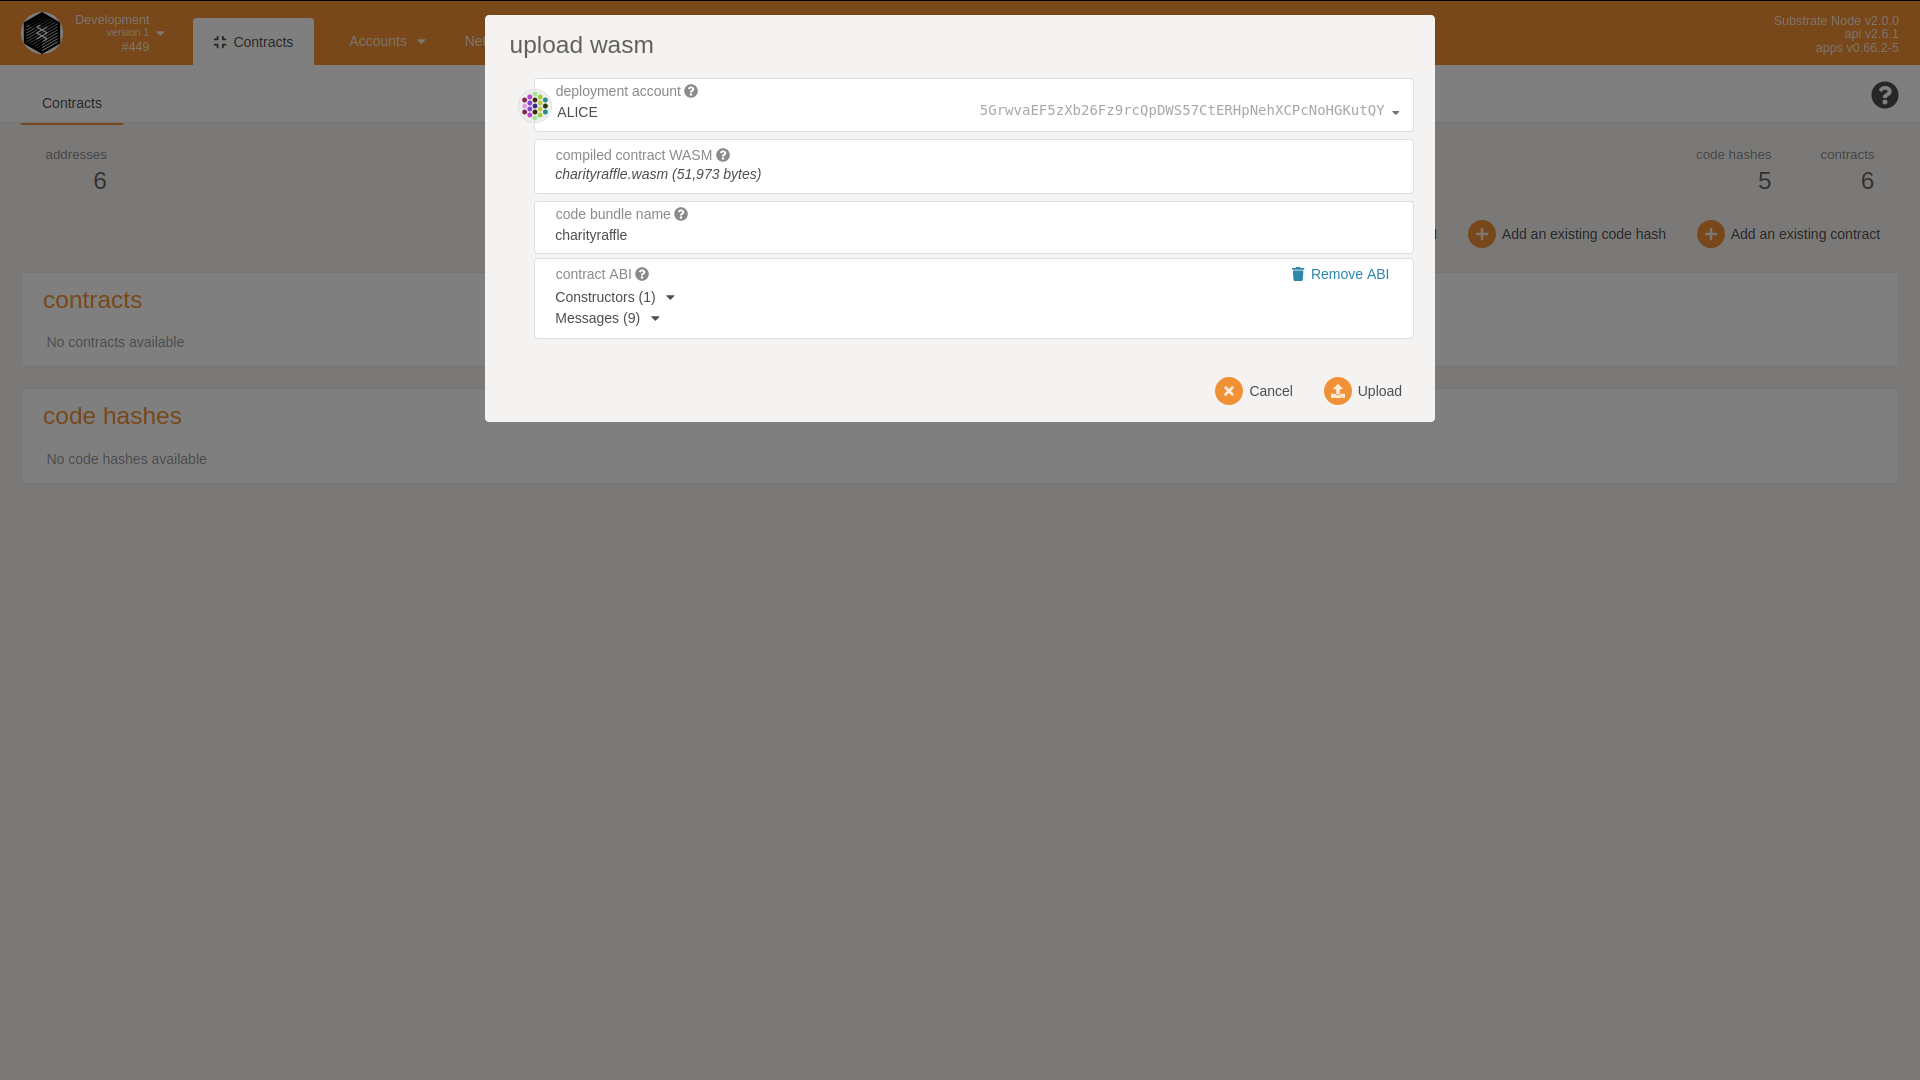 Development
version 1
#449
Contracts
Accounts
Substrate Node v2.0.0
api v2.6.1
apps v0.66.2-5
Contracts
addresses
6
code hashes
5
contracts
6
Add an existing code hash
Add an existing contract
contracts
No contracts available
code hashes
No code hashes available
upload wasm
deployment account
ALICE
5GrwvaEF5zXb26Fz9rcQpDWS57CtERHpNehXCPcNoHGKutQY
compiled contract WASM
charityraffle.wasm (51,973 bytes)
code bundle name
charityraffle
contract ABI
Remove ABI
Constructors (1)
Messages (9)
Cancel
Upload